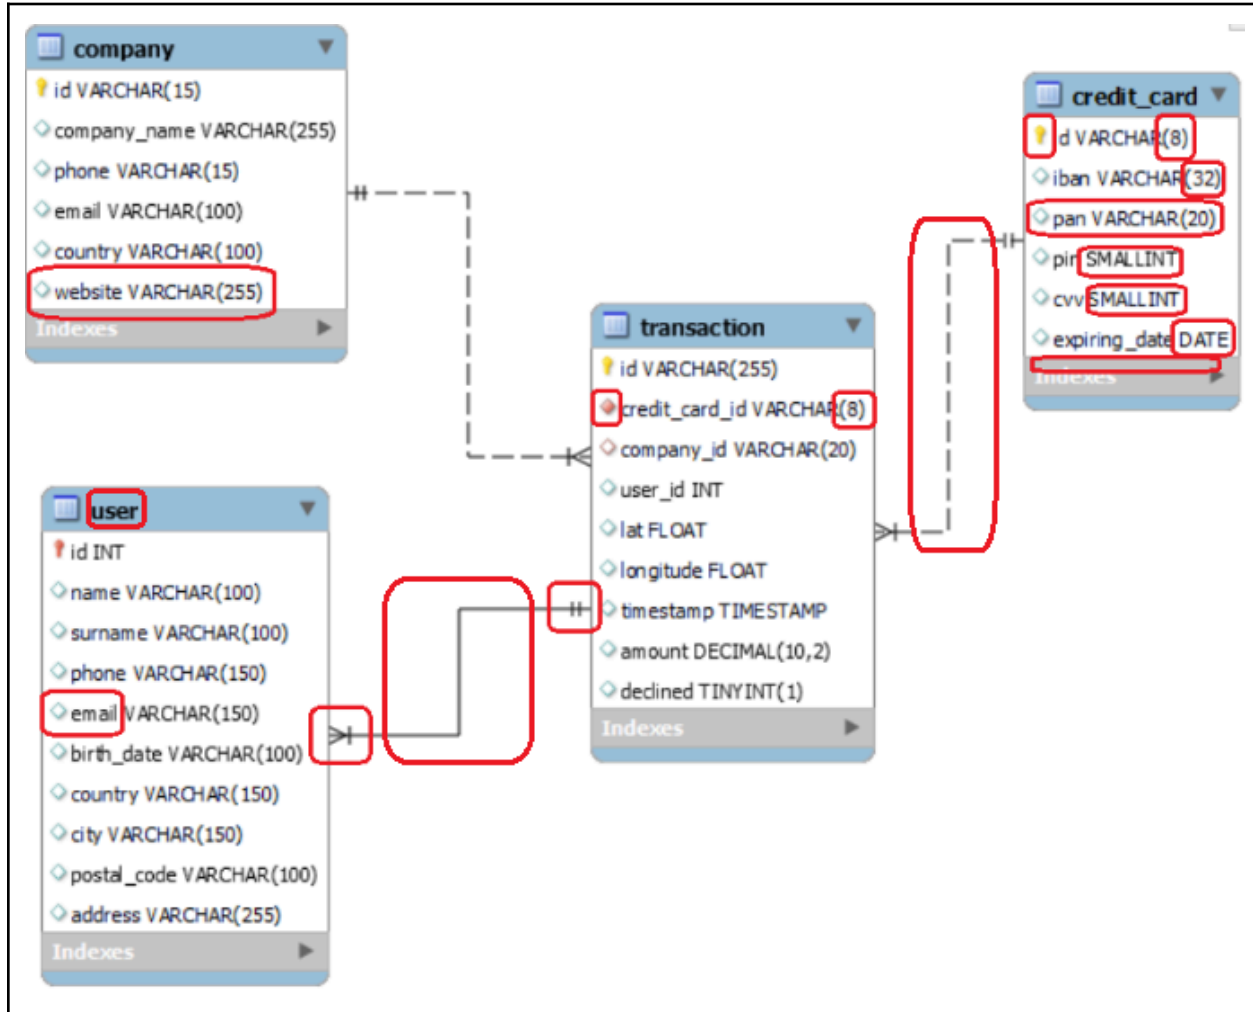 company
id VARCHAR(15)
company_name VARCHAR(255)
phone VARCHAR(15)
email VARCHAR(100)
country VARCHAR(100)
website VARCHAR(255)
Indexes
credit_card
id VARCHAR(8)
iban VARCHAR(32)
pan VARCHAR(20)
pin SMALLINT
cvv SMALLINT
expiring_date DATE
Indexes
transaction
id VARCHAR(255)
credit_card_id VARCHAR(8)
company_id VARCHAR(20)
user_id INT
lat FLOAT
longitude FLOAT
timestamp TIMESTAMP
amount DECIMAL(10,2)
declined TINYINT(1)
Indexes
user
id INT
name VARCHAR(100)
surname VARCHAR(100)
phone VARCHAR(150)
email VARCHAR(150)
birth_date VARCHAR(100)
country VARCHAR(150)
city VARCHAR(150)
postal_code VARCHAR(100)
address VARCHAR(255)
Indexes